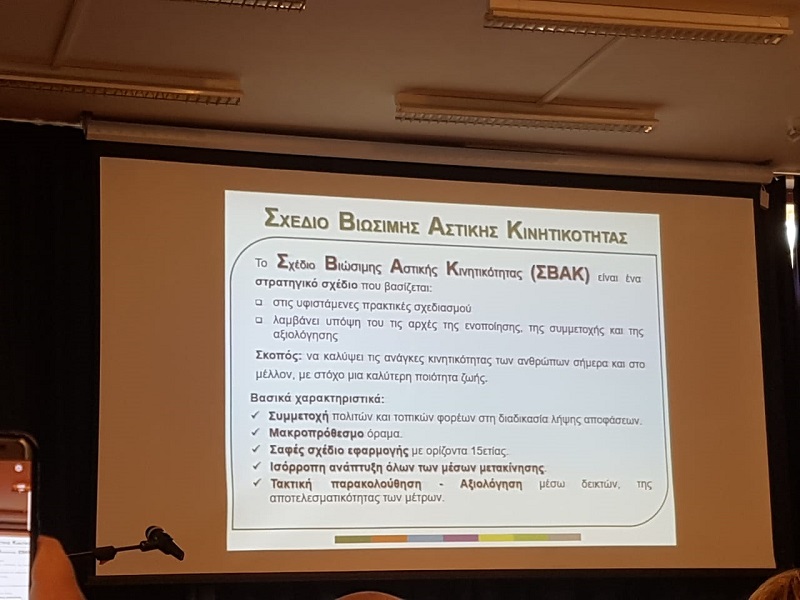 ΣΧΕΔΙΟ ΒΙΩΣΙΜΗΣ ΑΣΤΙΚΗΣ ΚΙΝΗΤΙΚΟΤΗΤΑΣ
Το Σχέδιο Βιώσιμης Αστικής Κινητικότητας (ΣΒΑΚ) είναι ένα
στρατηγικό σχέδιο που βασίζεται:
στις υφιστάμενες πρακτικές σχεδιασμού
λαμβάνει υπόψη του τις αρχές της ενοποίησης, της συμμετοχής και της
αξιολόγησης
Σκοπός: να καλύψει τις ανάγκες κινητικότητας των ανθρώπων σήμερα και στο
μέλλον, με στόχο μια καλύτερη ποιότητα ζωής.
Βασικά χαρακτηριστικά:
✓ Συμμετοχή πολιτών και τοπικών φορέων στη διαδικασία λήψης αποφάσεων.
✓ Μακροπρόθεσμο όραμα.
✓ Σαφές σχέδιο εφαρμογής με ορίζοντα 15ετίας.
✓ Ισόρροπη ανάπτυξη όλων των μέσων μετακίνησης.
✓ Τακτική παρακολούθηση - Αξιολόγηση μέσω δεικτών, της
αποτελεσματικότητας των μέτρων.